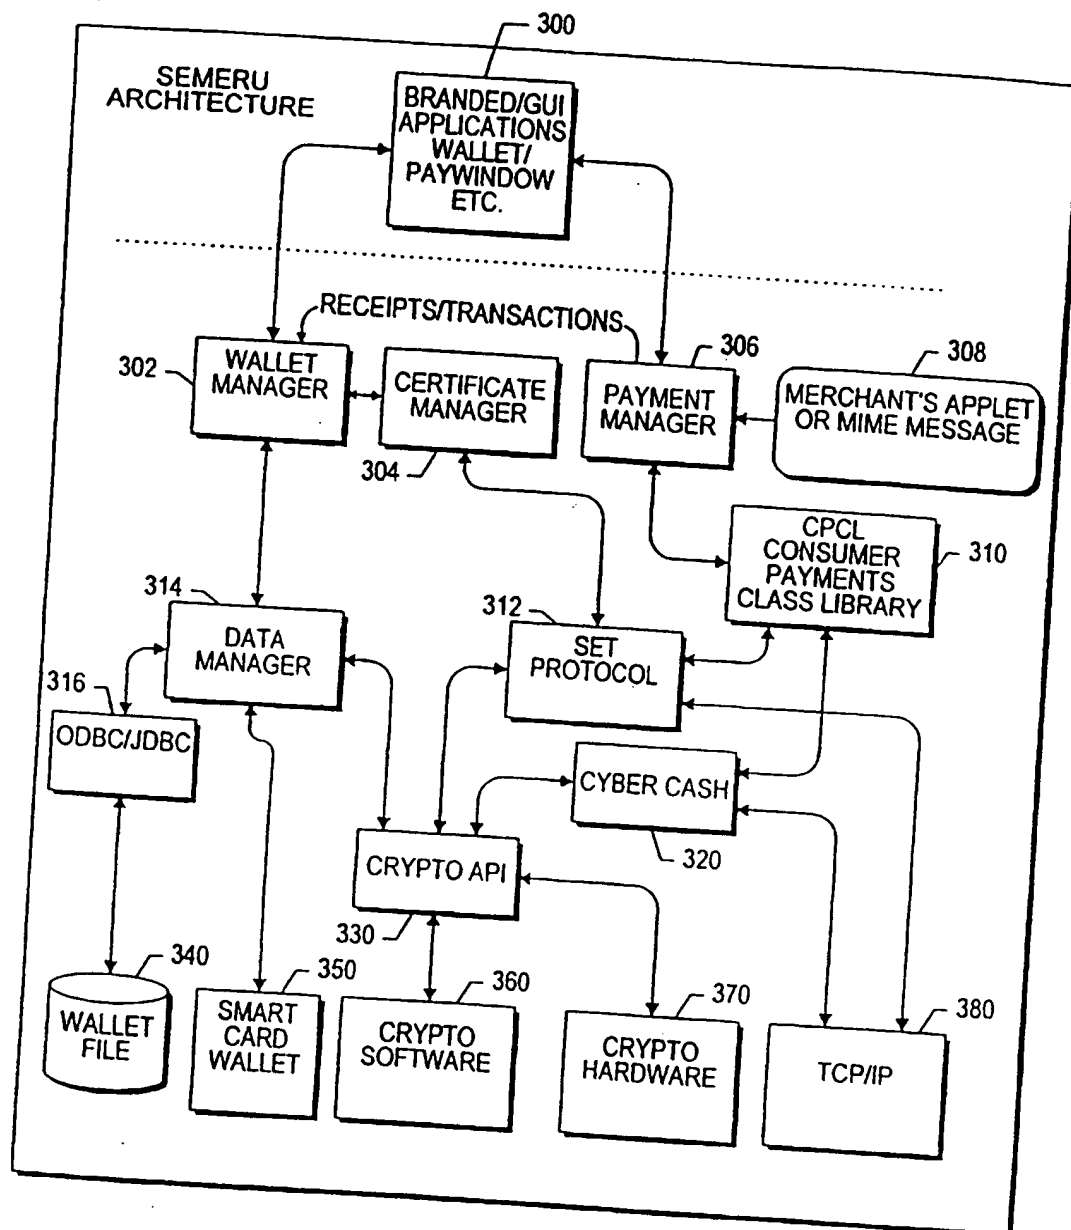 300
SEMERU
ARCHITECTURE
BRANDED/GUI
APPLICATIONS
WALLET/
PAYWINDOW
ETC.
RECEIPTS/TRANSACTIONS
302
WALLET
MANAGER
CERTIFICATE
MANAGER
304
306
PAYMENT
MANAGER
308
MERCHANT'S APPLET
OR MIME MESSAGE
CPCL
CONSUMER
PAYMENTS
CLASS LIBRARY
310
314
DATA
MANAGER
312
SET
PROTOCOL
316
ODBC/JDBC
CYBER CASH
320
CRYPTO API
330
340
WALLET
FILE
350
SMART
CARD
WALLET
360
CRYPTO
SOFTWARE
370
CRYPTO
HARDWARE
380
TCP/IP